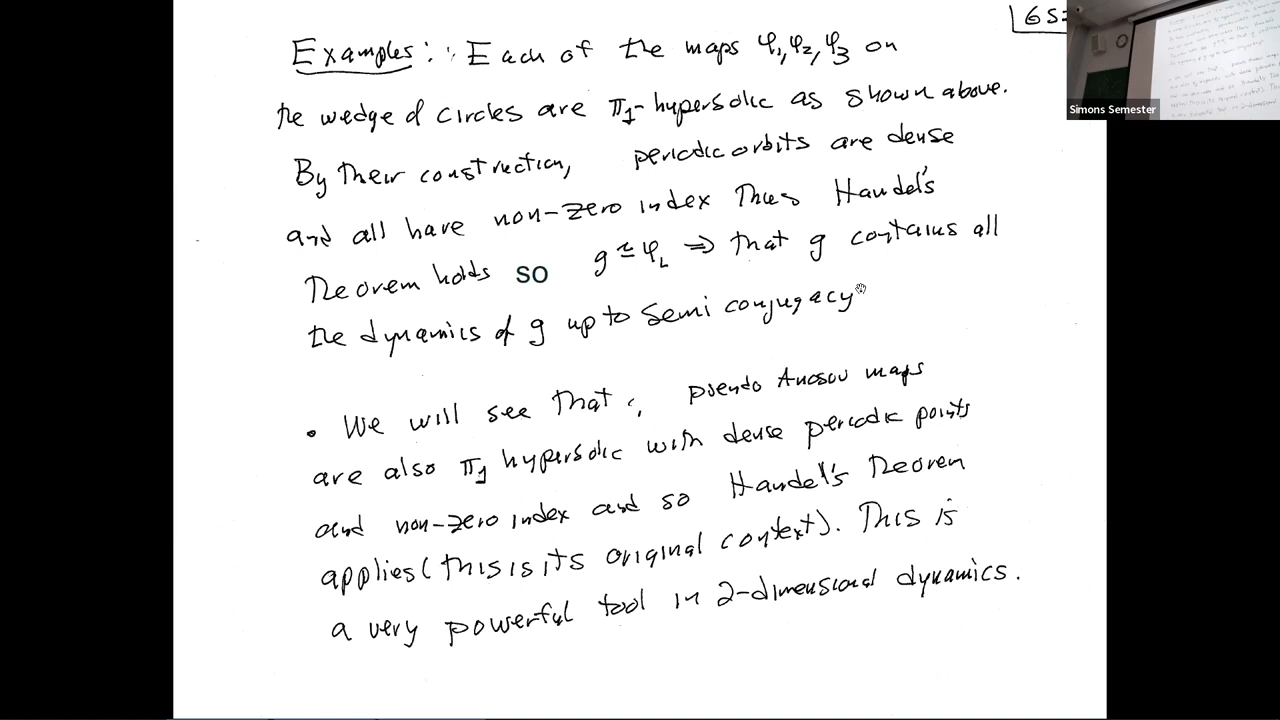 GS
Examples: Each of the maps φ1, φ2, φ3 on
the wedge of circles are π1-hyperbolic as shown above.
By their construction, periodic orbits are dense
and all have non-zero index Thus Handel's
Theorem holds so g ≃ φi ⇒ that g contains all
the dynamics of g up to semi conjugacy
• We will see that pseudo Anosov maps
are also π1 hyperbolic with dense periodic points
and non-zero index and so Handel's Theorem
applies (this is its original context). This is
a very powerful tool in 2-dimensional dynamics.
Simons Semester